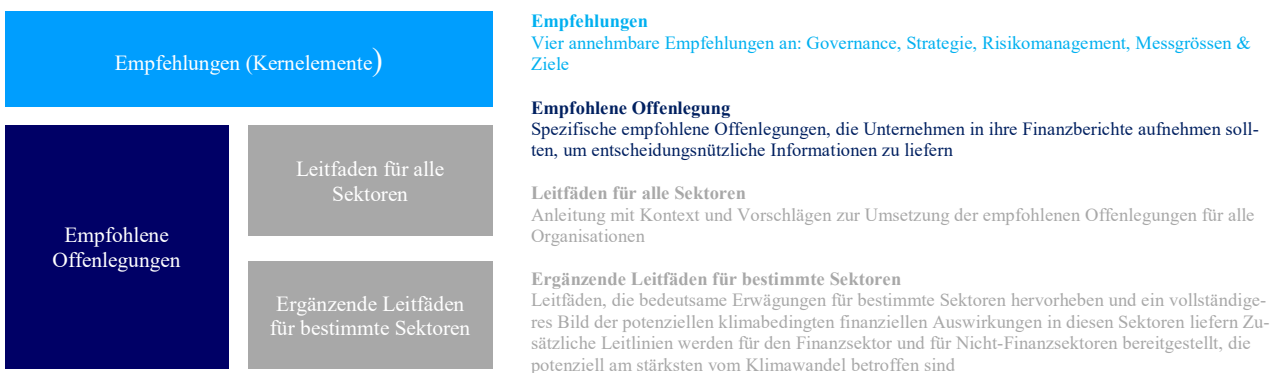 Empfehlungen (Kernelemente)
Empfohlene
Offenlegungen
Leitfaden für alle
Sektoren
Ergänzende Leitfäden
für bestimmte Sektoren
Empfehlungen
Vier annehmbare Empfehlungen an: Governance, Strategie, Risikomanagement, Messgrössen &
Ziele
Empfohlene Offenlegung
Spezifische empfohlene Offenlegungen, die Unternehmen in ihre Finanzberichte aufnehmen soll-
ten, um entscheidungsnützliche Informationen zu liefern
Leitfäden für alle Sektoren
Anleitung mit Kontext und Vorschlägen zur Umsetzung der empfohlenen Offenlegungen für alle
Organisationen
Ergänzende Leitfäden für bestimmte Sektoren
Leitfäden, die bedeutsame Erwägungen für bestimmte Sektoren hervorheben und ein vollständige-
res Bild der potenziellen klimabedingten finanziellen Auswirkungen in diesen Sektoren liefern Zu-
sätzliche Leitlinien werden für den Finanzsektor und für Nicht-Finanzsektoren bereitgestellt, die
potenziell am stärksten vom Klimawandel betroffen sind